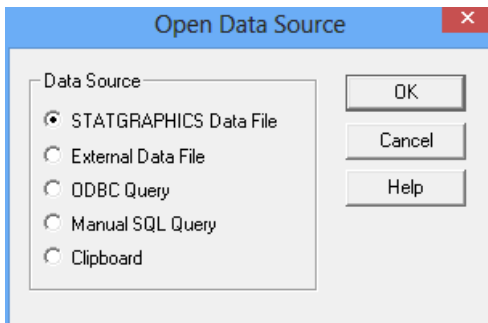 Open Data Source
Data Source
STATGRAPHICS Data File
External Data File
ODBC Query
Manual SQL Query
Clipboard
OK
Cancel
Help